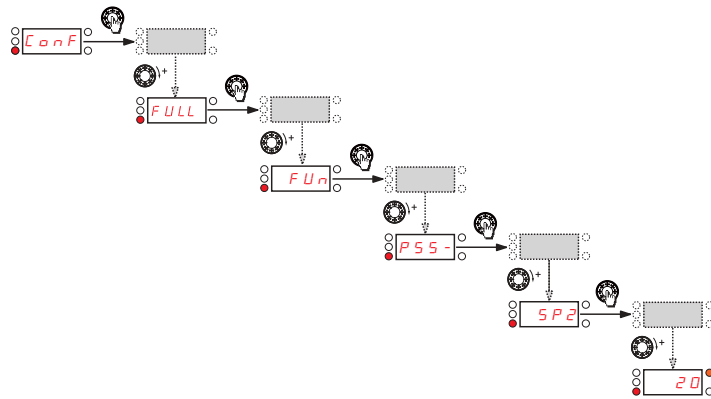 ConF
+
FULL
+
FUn
+
PSS-
+
SP2
+
20